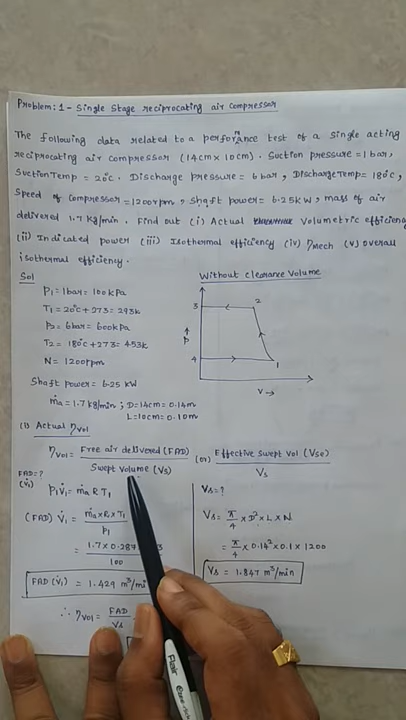 Problem:1 - Single Stage reciprocating air compressor
The following data related to a perforance test of a single acting
reciprocating air compressor (14cm x 10cm). Suction pressure = 1 bar,
Suction Temp = 20°C. Discharge pressure = 6 bar, Discharge Temp = 180°C,
Speed of compressor = 1200rpm, Shaft power = 6.25KW, mass of air
delivered 1.7 Kg/min. Find out (i) Actual Volumetric efficiency
(ii) Indicated power (iii) Isothermal efficiency (iv) ηmech (v) overall
isothermal efficiency.
Sol
P1 = 1bar = 100KPa
T1 = 20°C+273 = 293K
P2 = 6bar = 600KPa
T2 = 180°C+273 = 453K
N = 1200rpm
Shaft power = 6.25 KW
ṁa = 1.7 kg/min; D=14cm = 0.14m
L=10cm = 0.10m
Without Clearance Volume
3 2
P
4 1
V→
(i) Actual ηvol
ηvol = Free air delivered (FAD) / Swept Volume (Vs) (or) Effective swept vol (Vse) / Vs
FAD=?
(V̇1)
P1V̇1 = ṁa R T1
(FAD) V̇1 = ṁa x R x T1 / P1
= 1.7 x 0.287 3 / 100
FAD (V̇1) = 1.429 m³/mi
∴ ηvol = FAD / Vs
Vs = ?
Vs = π/4 x D² x L x N
= π/4 x 0.14² x 0.1 x 1200
Vs = 1.847 m³/min
Flair